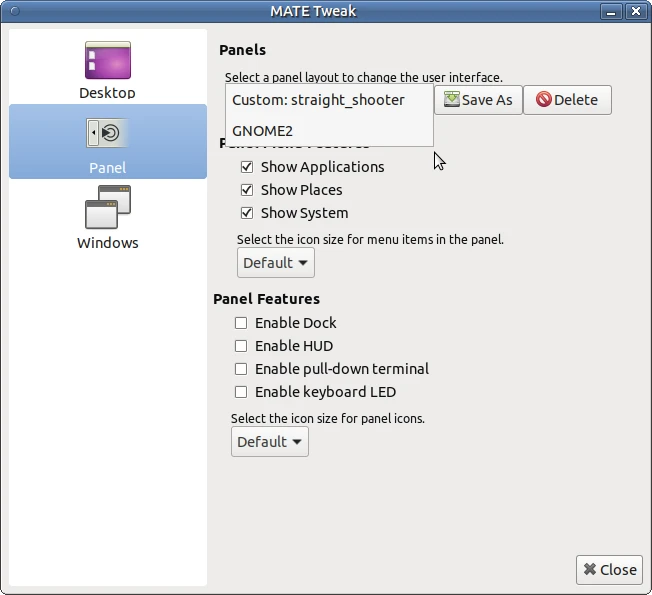 MATE Tweak
Desktop
Panel
Windows
Panels
Select a panel layout to change the user interface.
Custom: straight_shooter
GNOME2
Save As
Delete
Features
Show Applications
Show Places
Show System
Select the icon size for menu items in the panel.
Default
Panel Features
Enable Dock
Enable HUD
Enable pull-down terminal
Enable keyboard LED
Select the icon size for panel icons.
Default
Close